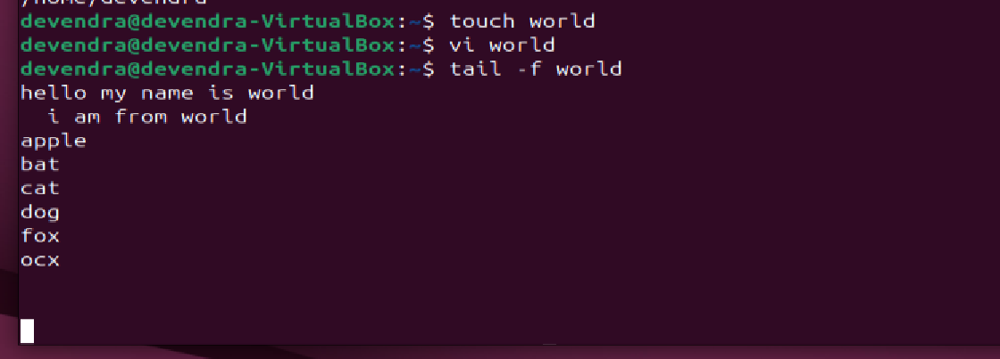 /home/devendra
devendra@devendra-VirtualBox:~$ touch world
devendra@devendra-VirtualBox:~$ vi world
devendra@devendra-VirtualBox:~$ tail -f world
hello my name is world
  i am from world
apple
bat
cat
dog
fox
ocx